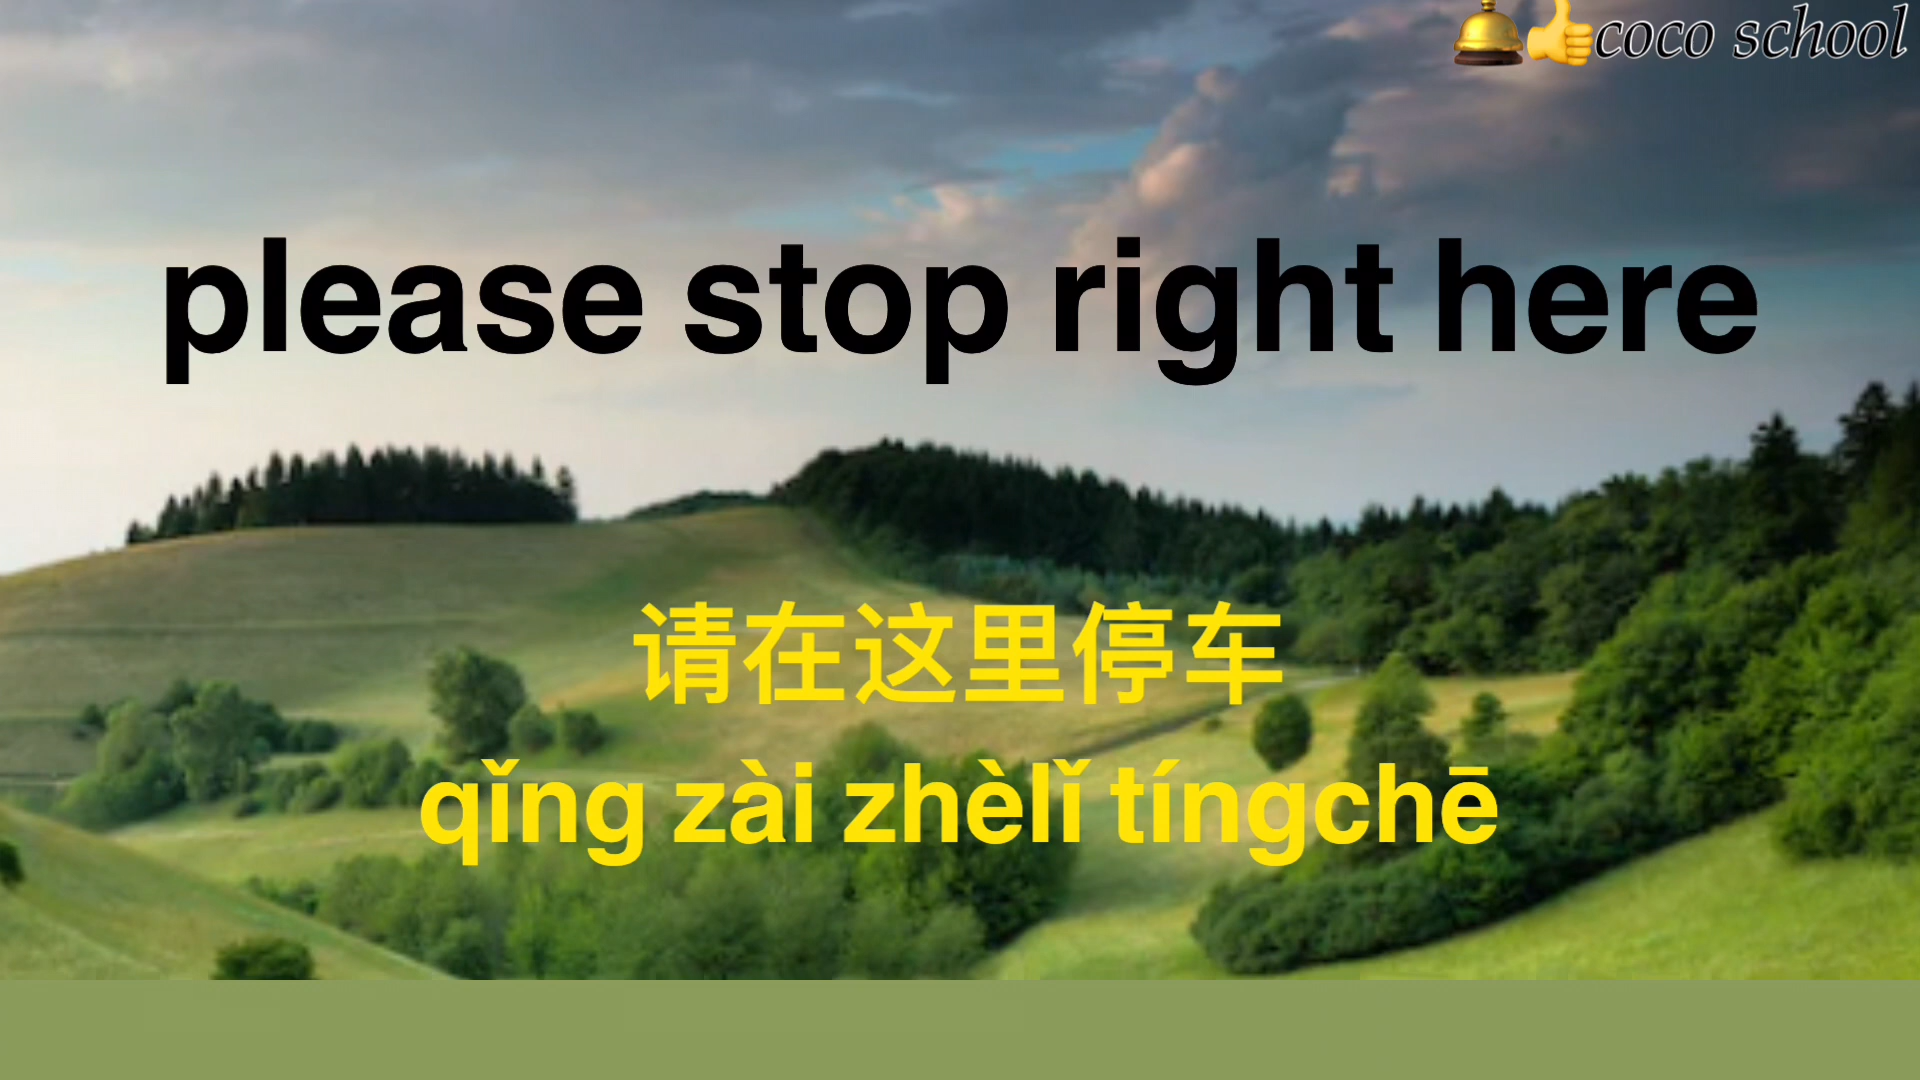 coco school
please stop right here
请在这里停车
qǐng zài zhèlǐ tíngchē